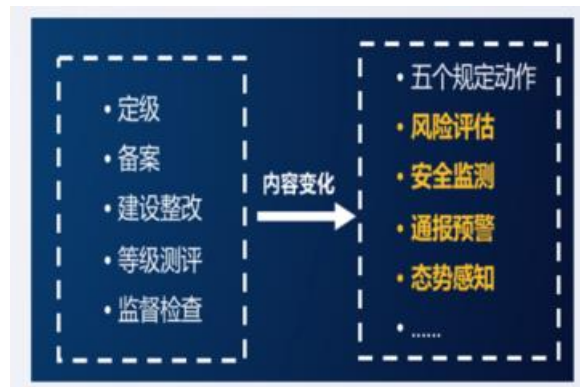 • 定级
• 备案
• 建设整改
• 等级测评
• 监督检查
内容变化
• 五个规定动作
• 风险评估
• 安全监测
• 通报预警
• 态势感知
• ......